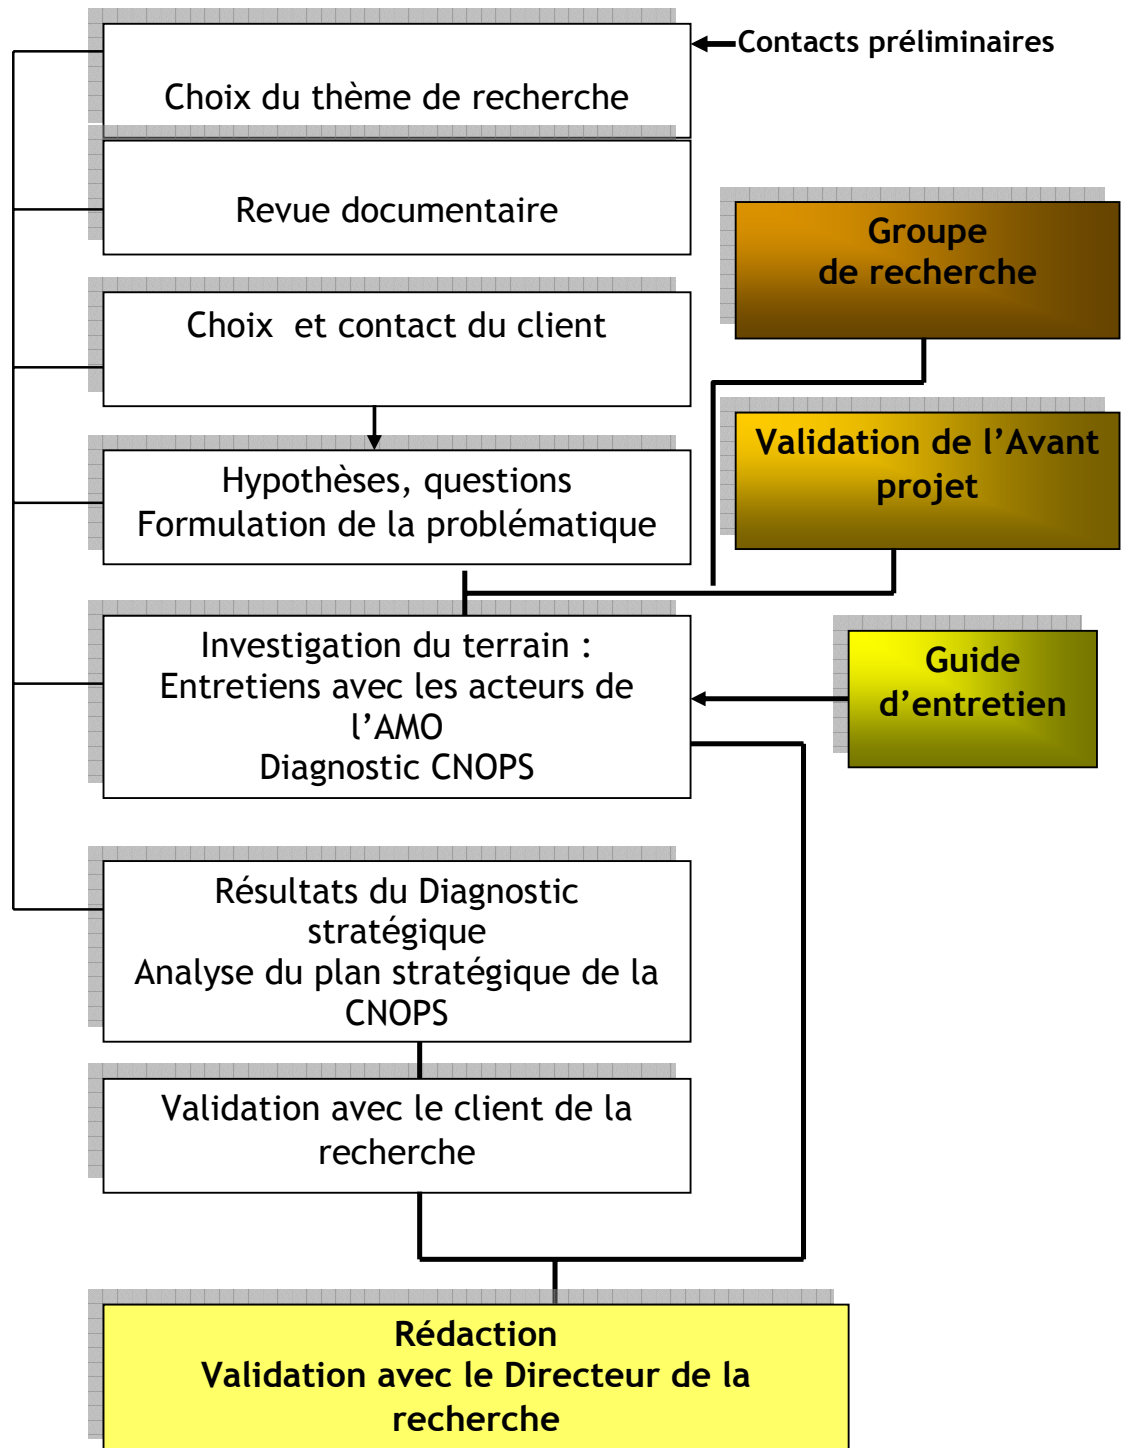 Contacts préliminaires
Choix du thème de recherche
Revue documentaire
Groupe
de recherche
Choix et contact du client
Validation de l’Avant
projet
Hypothèses, questions
Formulation de la problématique
Investigation du terrain :
Entretiens avec les acteurs de
l’AMO
Diagnostic CNOPS
Guide
d’entretien
Résultats du Diagnostic
stratégique
Analyse du plan stratégique de la
CNOPS
Validation avec le client de la
recherche
Rédaction
Validation avec le Directeur de la
recherche